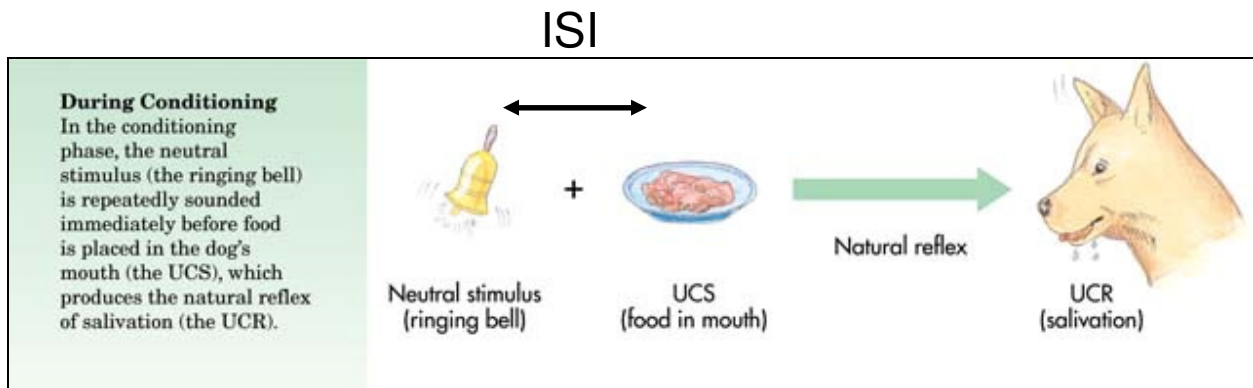 ISI
During Conditioning
In the conditioning
phase, the neutral
stimulus (the ringing bell)
is repeatedly sounded
immediately before food
is placed in the dog's
mouth (the UCS), which
produces the natural reflex
of salivation (the UCR).
+
Natural reflex
Neutral stimulus
(ringing bell)
UCS
(food in mouth)
UCR
(salivation)